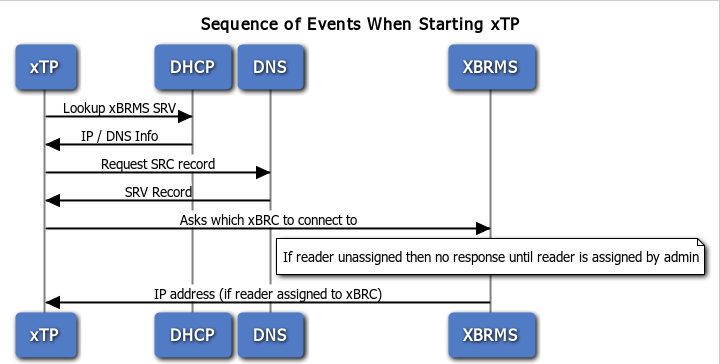 Sequence of Events When Starting xTP
xTP DHCP DNS XBRMS
Lookup xBRMS SRV
IP / DNS Info
Request SRC record
SRV Record
Asks which xBRC to connect to
If reader unassigned then no response until reader is assigned by admin
IP address (if reader assigned to xBRC)
xTP DHCP DNS XBRMS